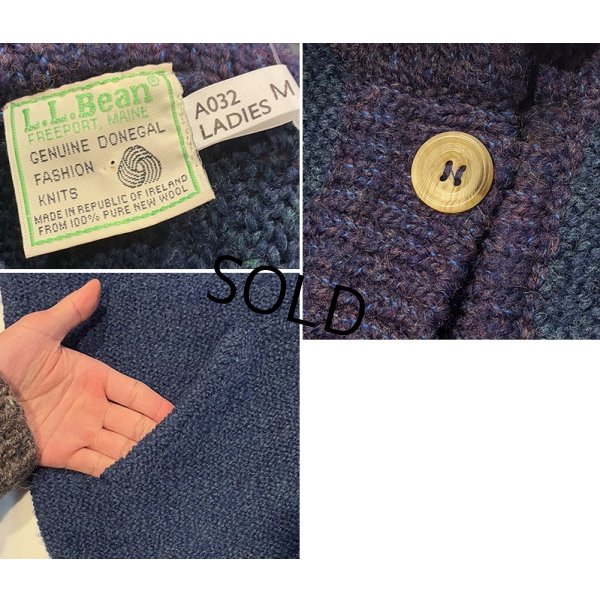 L.L.Bean®
FREEPORT, MAINE
GENUINE DONEGAL
FASHION
KNITS
MADE IN REPUBLIC OF IRELAND
FROM 100% PURE NEW WOOL
A032
LADIES M
SOLD